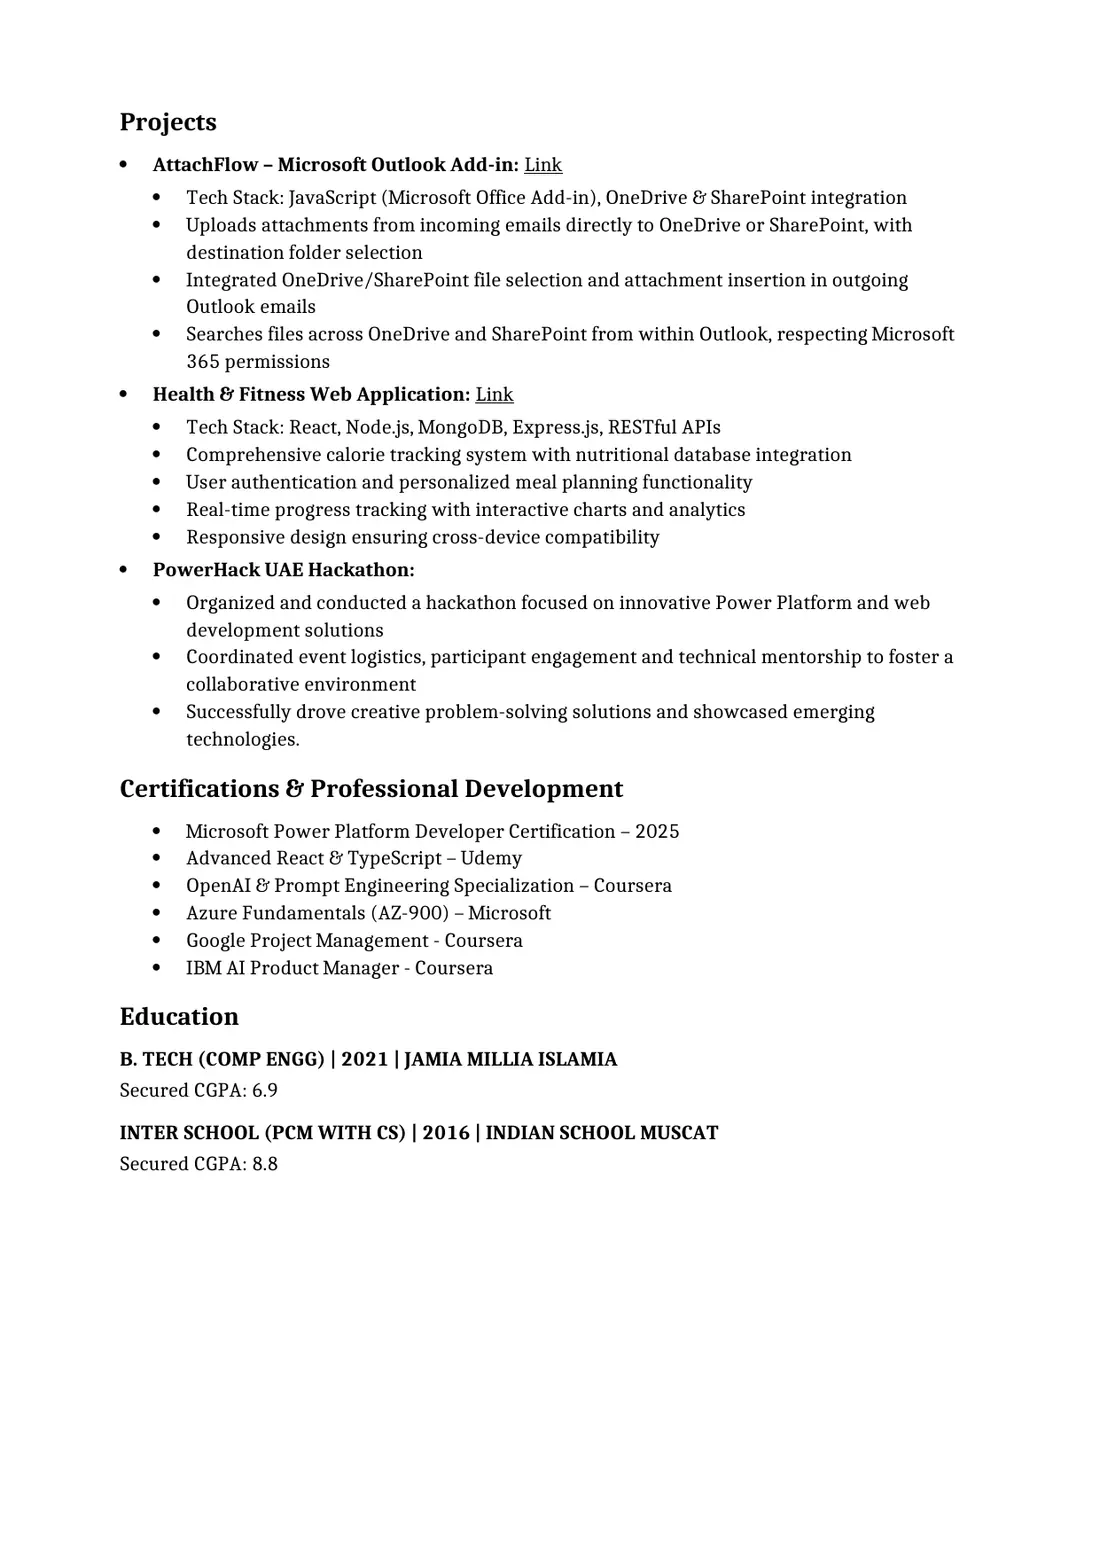 Projects
• AttachFlow – Microsoft Outlook Add-in: Link
• Tech Stack: JavaScript (Microsoft Office Add-in), OneDrive & SharePoint integration
• Uploads attachments from incoming emails directly to OneDrive or SharePoint, with
destination folder selection
• Integrated OneDrive/SharePoint file selection and attachment insertion in outgoing
Outlook emails
• Searches files across OneDrive and SharePoint from within Outlook, respecting Microsoft
365 permissions
• Health & Fitness Web Application: Link
• Tech Stack: React, Node.js, MongoDB, Express.js, RESTful APIs
• Comprehensive calorie tracking system with nutritional database integration
• User authentication and personalized meal planning functionality
• Real-time progress tracking with interactive charts and analytics
• Responsive design ensuring cross-device compatibility
• PowerHack UAE Hackathon:
• Organized and conducted a hackathon focused on innovative Power Platform and web
development solutions
• Coordinated event logistics, participant engagement and technical mentorship to foster a
collaborative environment
• Successfully drove creative problem-solving solutions and showcased emerging
technologies.
Certifications & Professional Development
• Microsoft Power Platform Developer Certification – 2025
• Advanced React & TypeScript – Udemy
• OpenAI & Prompt Engineering Specialization – Coursera
• Azure Fundamentals (AZ-900) – Microsoft
• Google Project Management - Coursera
• IBM AI Product Manager - Coursera
Education
B. TECH (COMP ENGG) | 2021 | JAMIA MILLIA ISLAMIA
Secured CGPA: 6.9
INTER SCHOOL (PCM WITH CS) | 2016 | INDIAN SCHOOL MUSCAT
Secured CGPA: 8.8